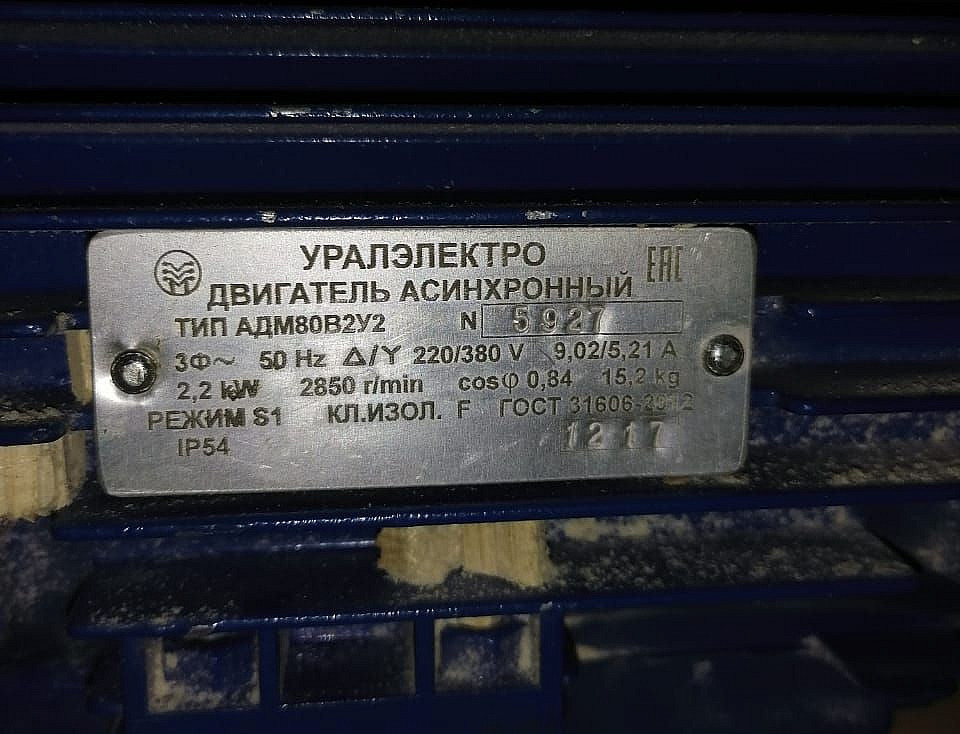 УРАЛЭЛЕКТРО EAC
ДВИГАТЕЛЬ АСИНХРОННЫЙ
ТИП АДМ80В2У2 N 5927
3Ф~ 50 Hz Δ/Y 220/380 V 9,02/5,21 A
2,2 kW 2850 r/min cosφ 0,84 15,2 kg
РЕЖИМ S1 КЛ.ИЗОЛ. F ГОСТ 31606-2012
IP54 1217